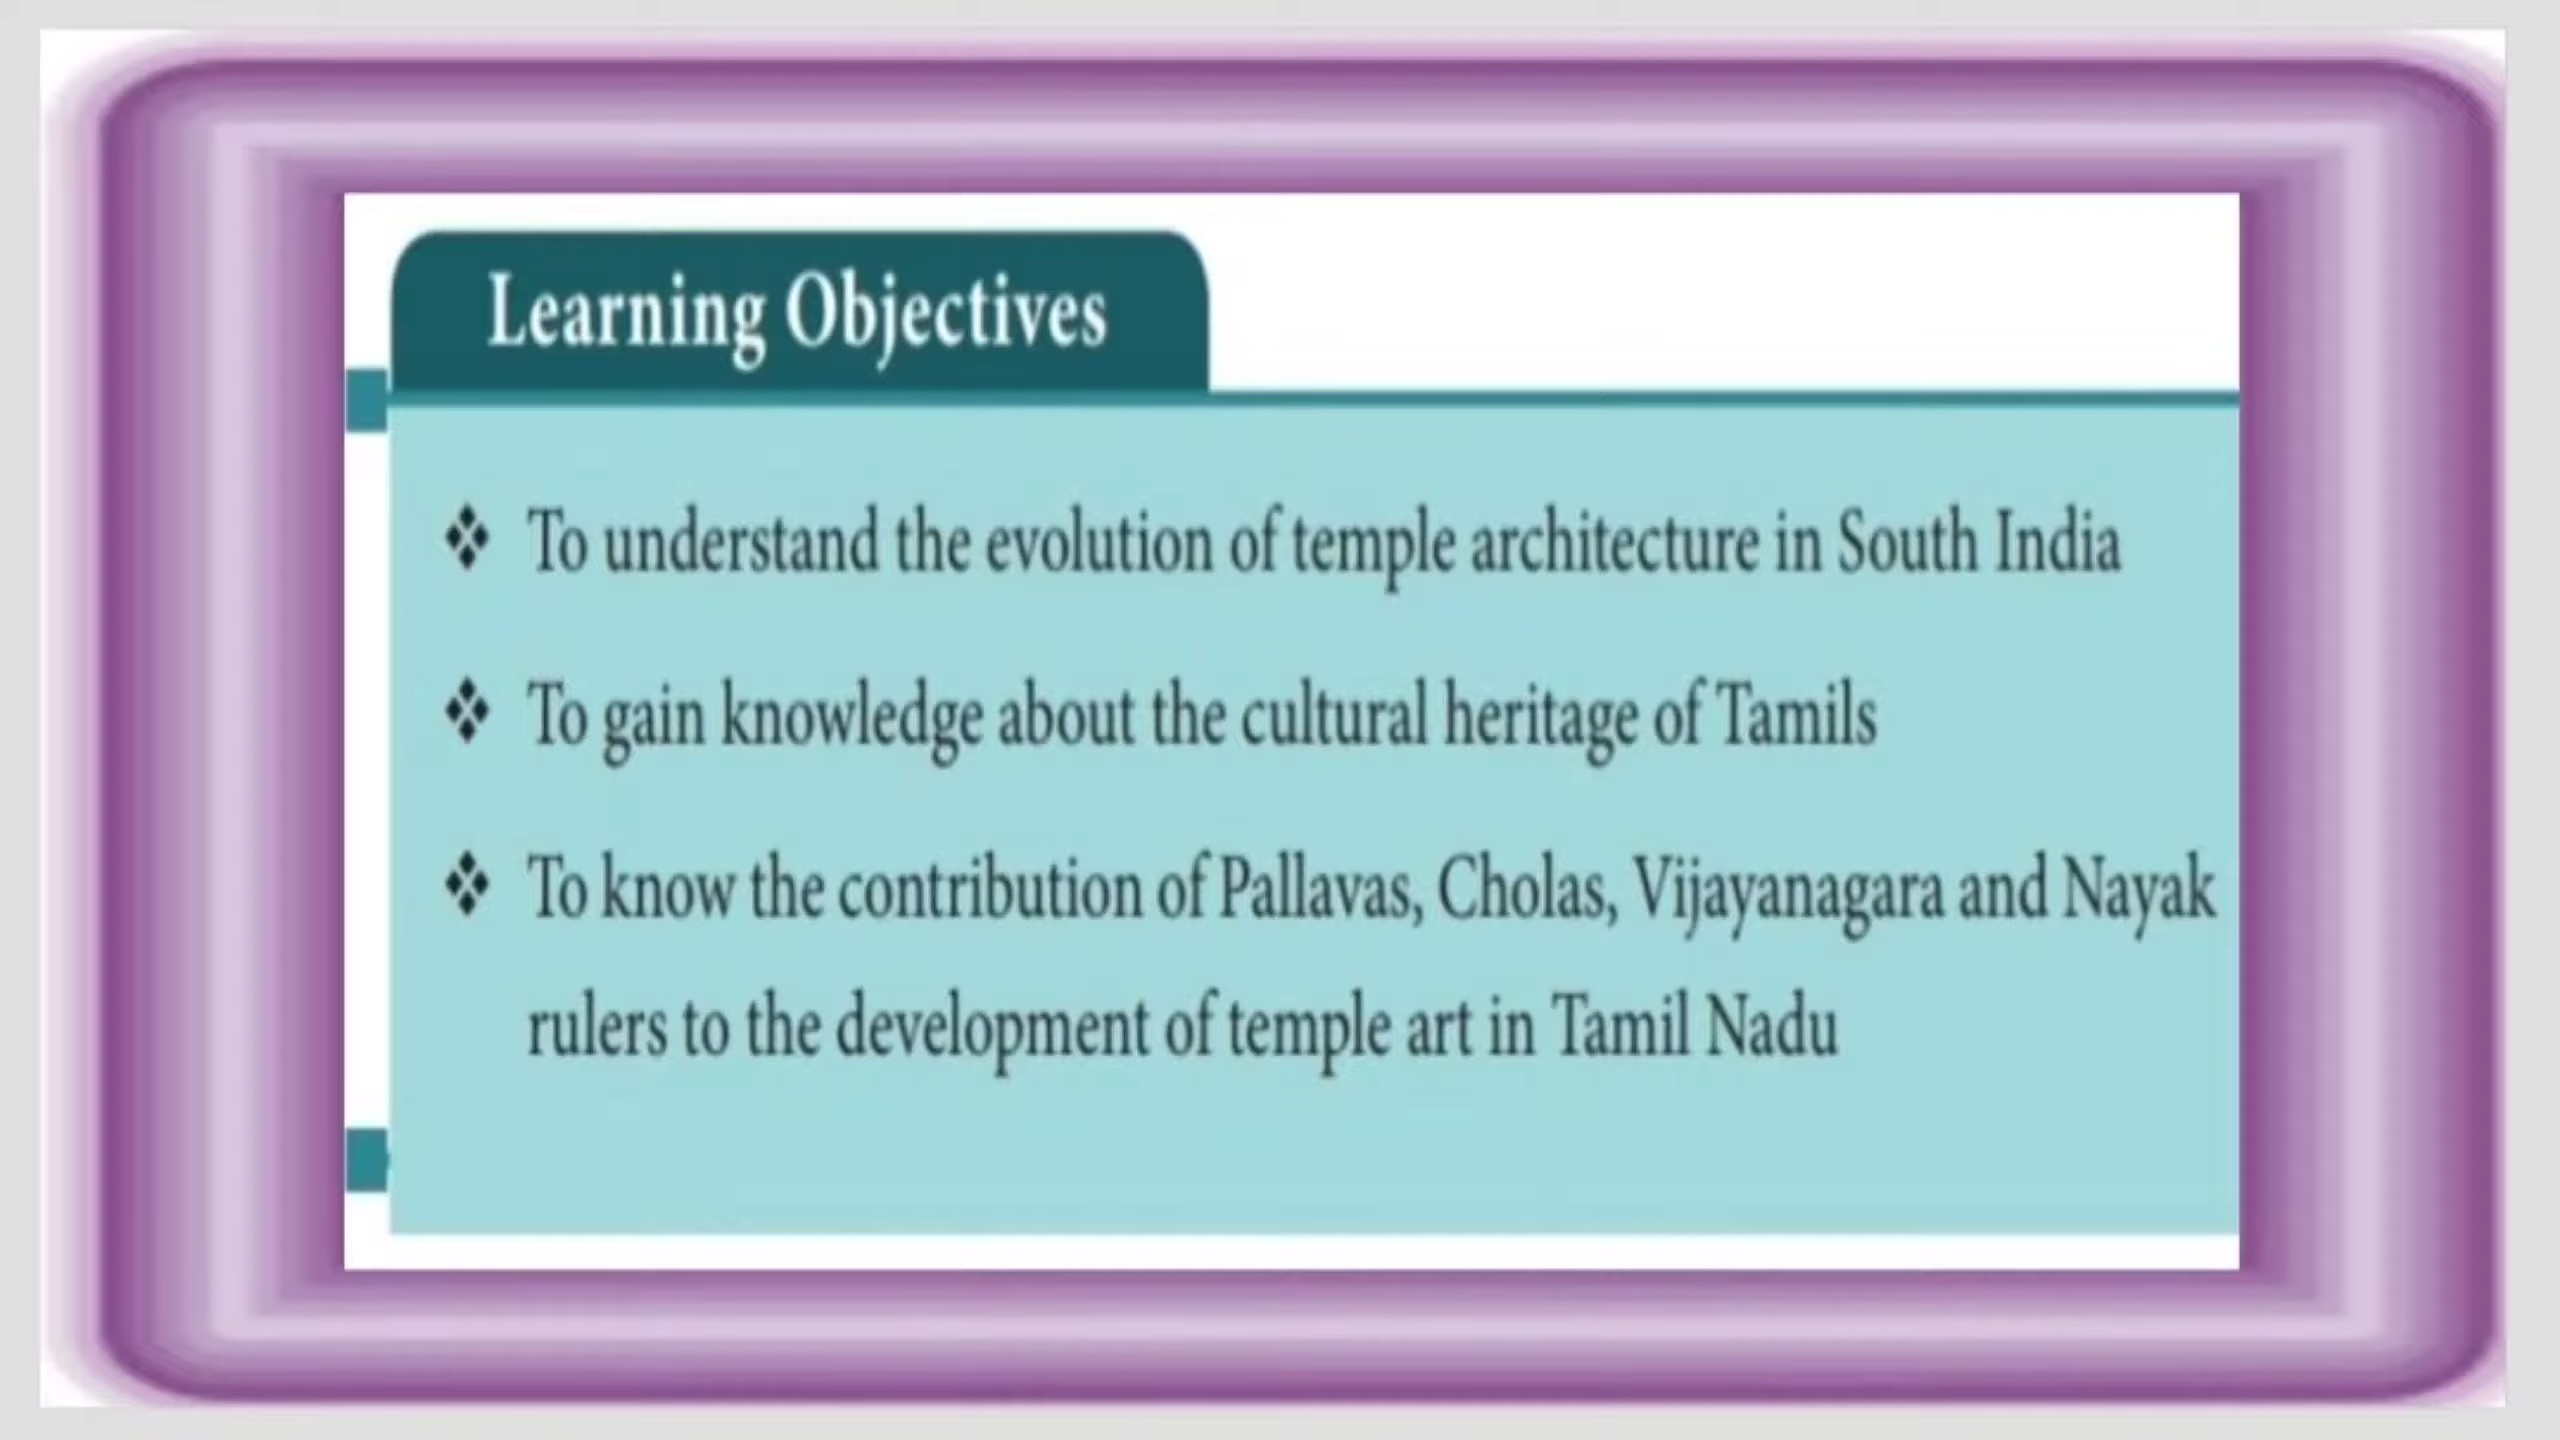 Learning Objectives
❖ To understand the evolution of temple architecture in South India
❖ To gain knowledge about the cultural heritage of Tamils
❖ To know the contribution of Pallavas, Cholas, Vijayanagara and Nayak
rulers to the development of temple art in Tamil Nadu